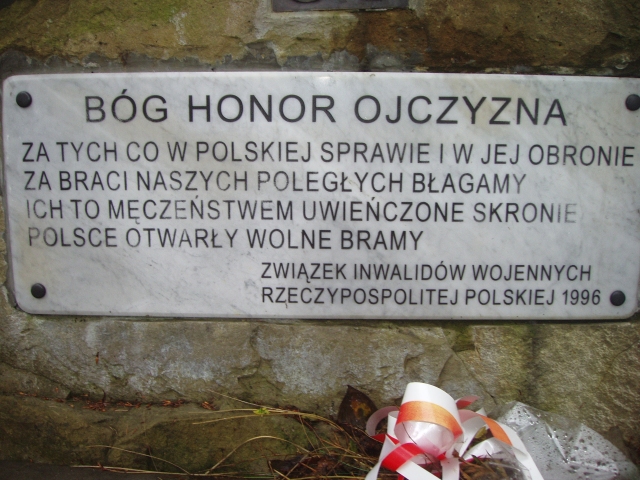 BÓG HONOR OJCZYZNA
ZA TYCH CO W POLSKIEJ SPRAWIE I W JEJ OBRONIE
ZA BRACI NASZYCH POLEGŁYCH BŁAGAMY
ICH TO MĘCZEŃSTWEM UWIEŃCZONE SKRONIE
POLSCE OTWARŁY WOLNE BRAMY
ZWIĄZEK INWALIDÓW WOJENNYCH
RZECZYPOSPOLITEJ POLSKIEJ 1996